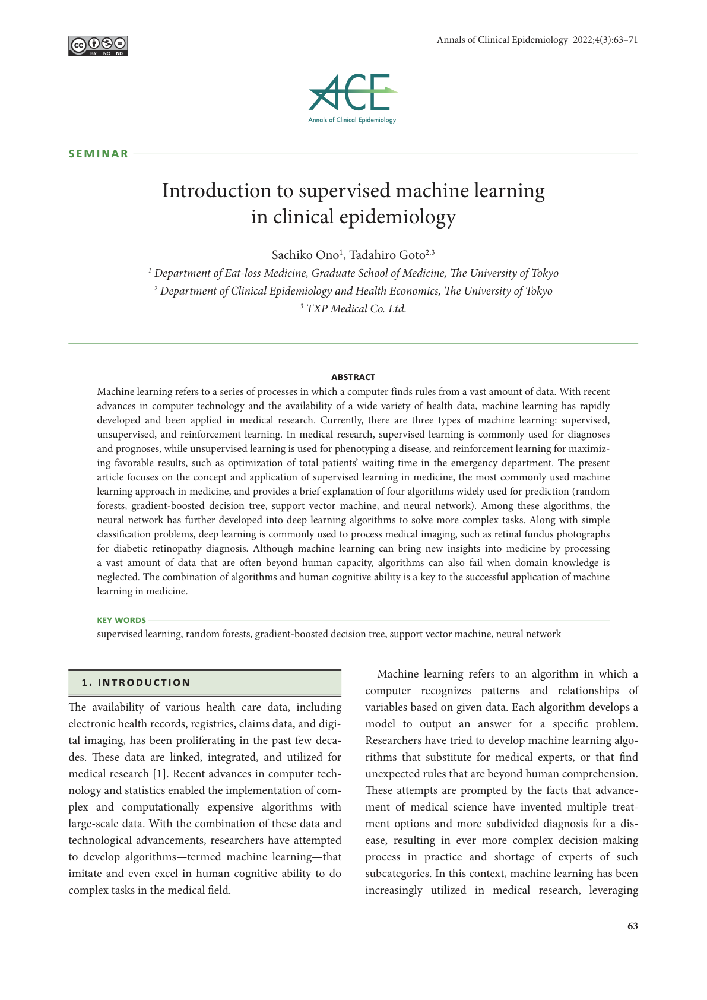 cc
BY NC ND
Annals of Clinical Epidemiology 2022;4(3):63–71
ACE
Annals of Clinical Epidemiology
SEMINAR
Introduction to supervised machine learning
in clinical epidemiology
Sachiko Ono1, Tadahiro Goto2,3
1 Department of Eat-loss Medicine, Graduate School of Medicine, The University of Tokyo
2 Department of Clinical Epidemiology and Health Economics, The University of Tokyo
3 TXP Medical Co. Ltd.
ABSTRACT
Machine learning refers to a series of processes in which a computer finds rules from a vast amount of data. With recent
advances in computer technology and the availability of a wide variety of health data, machine learning has rapidly
developed and been applied in medical research. Currently, there are three types of machine learning: supervised,
unsupervised, and reinforcement learning. In medical research, supervised learning is commonly used for diagnoses
and prognoses, while unsupervised learning is used for phenotyping a disease, and reinforcement learning for maximiz-
ing favorable results, such as optimization of total patients’ waiting time in the emergency department. The present
article focuses on the concept and application of supervised learning in medicine, the most commonly used machine
learning approach in medicine, and provides a brief explanation of four algorithms widely used for prediction (random
forests, gradient-boosted decision tree, support vector machine, and neural network). Among these algorithms, the
neural network has further developed into deep learning algorithms to solve more complex tasks. Along with simple
classification problems, deep learning is commonly used to process medical imaging, such as retinal fundus photographs
for diabetic retinopathy diagnosis. Although machine learning can bring new insights into medicine by processing
a vast amount of data that are often beyond human capacity, algorithms can also fail when domain knowledge is
neglected. The combination of algorithms and human cognitive ability is a key to the successful application of machine
learning in medicine.
KEY WORDS
supervised learning, random forests, gradient-boosted decision tree, support vector machine, neural network
1. INTRODUCTION
The availability of various health care data, including
electronic health records, registries, claims data, and digi-
tal imaging, has been proliferating in the past few deca-
des. These data are linked, integrated, and utilized for
medical research [1]. Recent advances in computer tech-
nology and statistics enabled the implementation of com-
plex and computationally expensive algorithms with
large-scale data. With the combination of these data and
technological advancements, researchers have attempted
to develop algorithms—termed machine learning—that
imitate and even excel in human cognitive ability to do
complex tasks in the medical field.
Machine learning refers to an algorithm in which a
computer recognizes patterns and relationships of
variables based on given data. Each algorithm develops a
model to output an answer for a specific problem.
Researchers have tried to develop machine learning algo-
rithms that substitute for medical experts, or that find
unexpected rules that are beyond human comprehension.
These attempts are prompted by the facts that advance-
ment of medical science have invented multiple treat-
ment options and more subdivided diagnosis for a dis-
ease, resulting in ever more complex decision-making
process in practice and shortage of experts of such
subcategories. In this context, machine learning has been
increasingly utilized in medical research, leveraging
63